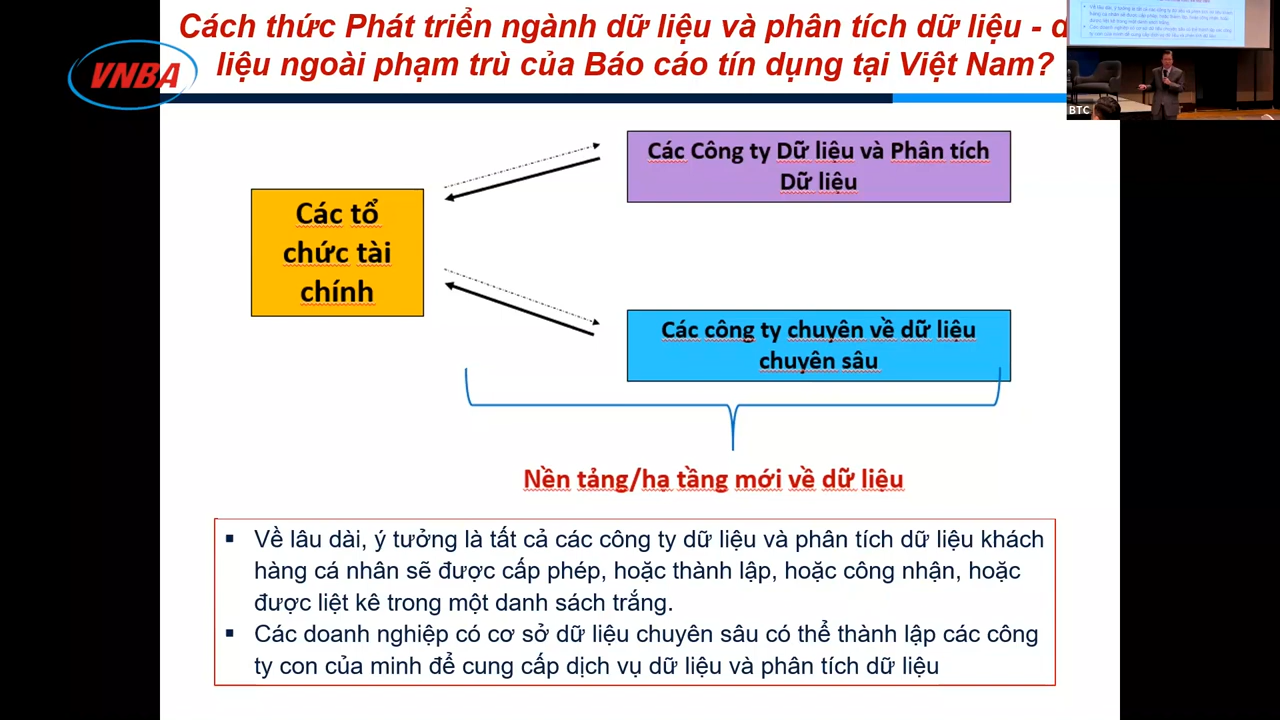 Cách thức Phát triển ngành dữ liệu và phân tích dữ liệu - d
liệu ngoài phạm trù của Báo cáo tín dụng tại Việt Nam?
VNBA
BTC
Các Công ty Dữ liệu và Phân tích
Dữ liệu
Các tổ
chức tài
chính
Các công ty chuyên về dữ liệu
chuyên sâu
Nền tảng/hạ tầng mới về dữ liệu
▪ Về lâu dài, ý tưởng là tất cả các công ty dữ liệu và phân tích dữ liệu khách
hàng cá nhân sẽ được cấp phép, hoặc thành lập, hoặc công nhận, hoặc
được liệt kê trong một danh sách trắng.
▪ Các doanh nghiệp có cơ sở dữ liệu chuyên sâu có thể thành lập các công
ty con của minh để cung cấp dịch vụ dữ liệu và phân tích dữ liệu